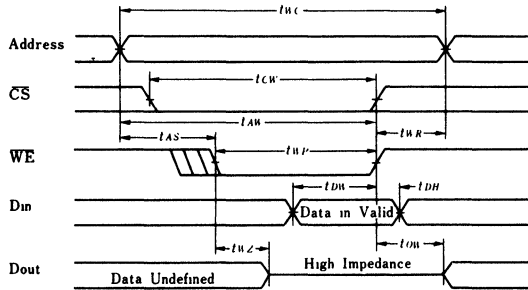 tWC
Address
tCW
CS
tAW
tAS
tWR
tWP
WE
tDW
tDH
Din
Data in Valid
tWZ
tOW
High Impedance
Dout
Data Undefined